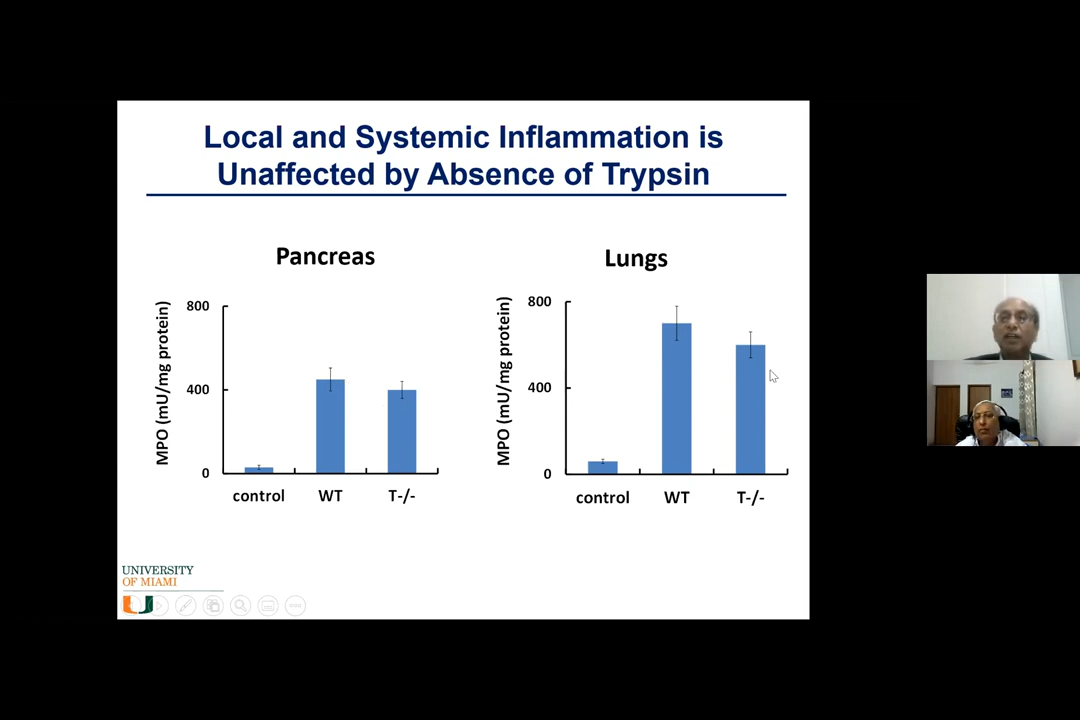 Local and Systemic Inflammation is
Unaffected by Absence of Trypsin
Pancreas
MPO (mU/mg protein)
800
400
0
control WT T-/-
Lungs
MPO (mU/mg protein)
800
400
0
control WT T-/-
UNIVERSITY
OF MIAMI